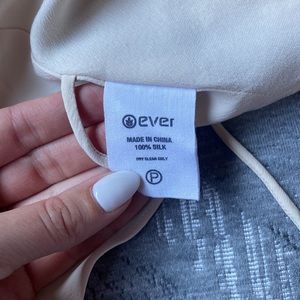 ever
MADE IN CHINA
100% SILK
DRY CLEAN ONLY
P